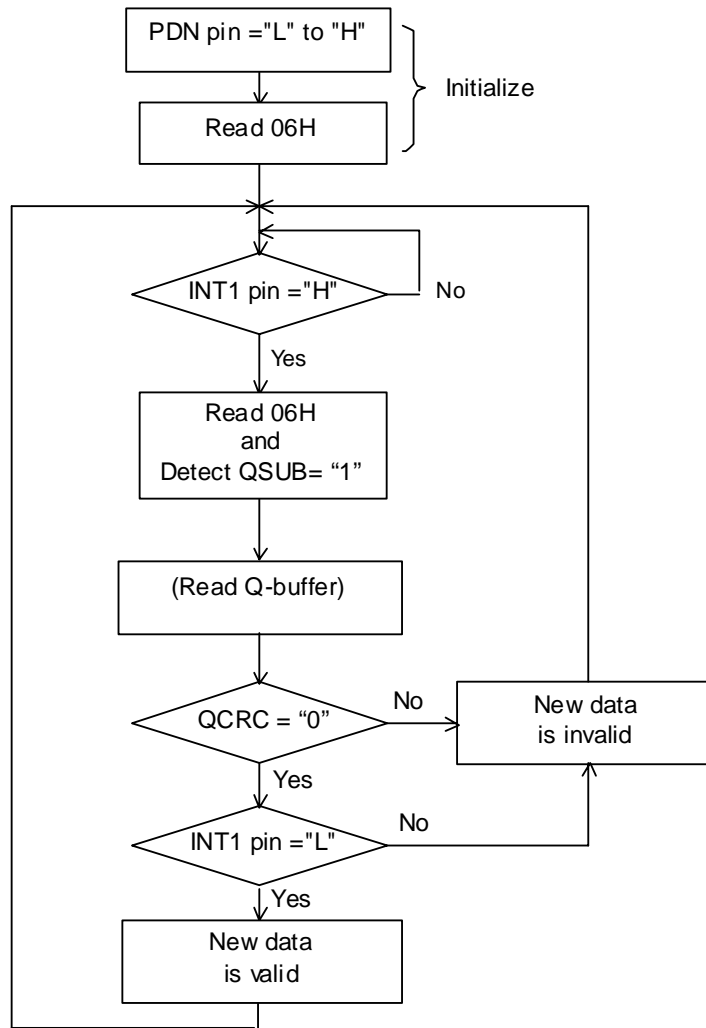 PDN pin ="L" to "H"
Initialize
Read 06H
INT1 pin ="H"
No
Yes
Read 06H
and
Detect QSUB= “1”
(Read Q-buffer)
QCRC = “0”
No
New data
is invalid
Yes
INT1 pin ="L"
No
Yes
New data
is valid